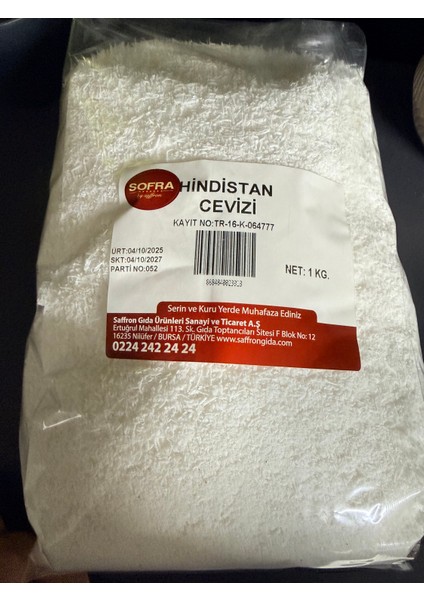 SOFRA
by saffron
HİNDİSTAN
CEVİZİ
KAYIT NO:TR-16-K-064777
ÜRT:04/10/2025
SKT:04/10/2027
PARTİ NO:052
NET: 1 KG.
Serin ve Kuru Yerde Muhafaza Ediniz
Saffron Gıda Ürünleri Sanayi ve Ticaret A.Ş
Ertuğrul Mahallesi 113. Sk. Gıda Toptancıları Sitesi F Blok No: 12
16235 Nilüfer / BURSA / TÜRKİYE www.saffrongida.com
0224 242 24 24